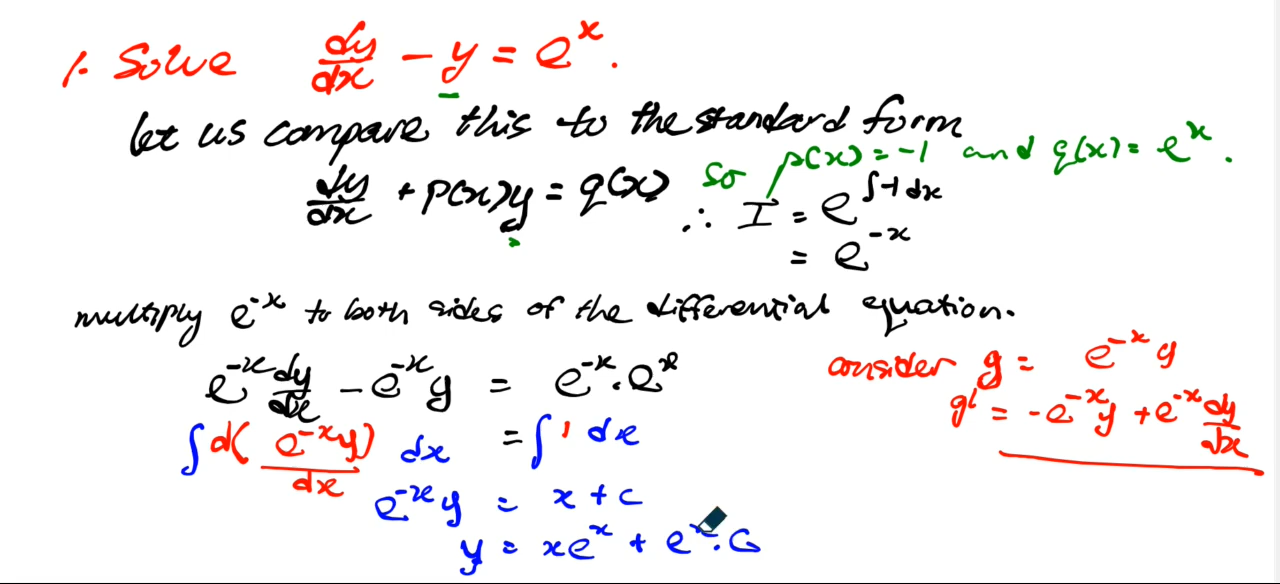 1. Solve dy/dx - y = e^x.
let us compare this to the standard form
dy/dx + p(x)y = q(x) so p(x) = -1 and q(x) = e^x.
∴ I = e^∫-1 dx
= e^-x
multiply e^-x to both sides of the differential equation.
e^-x dy/dx - e^-x y = e^-x . e^x
∫ d(e^-x y)/dx dx = ∫ 1 dx
e^-x y = x + c
y = xe^x + e^x . C
consider g = e^-x y
g' = -e^-x y + e^-x dy/dx